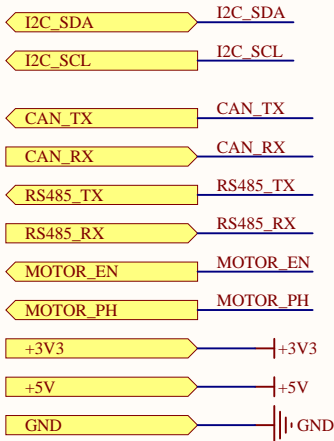 I2C_SDA I2C_SDA
I2C_SCL I2C_SCL
CAN_TX CAN_TX
CAN_RX CAN_RX
RS485_TX RS485_TX
RS485_RX RS485_RX
MOTOR_EN MOTOR_EN
MOTOR_PH MOTOR_PH
+3V3 +3V3
+5V +5V
GND GND